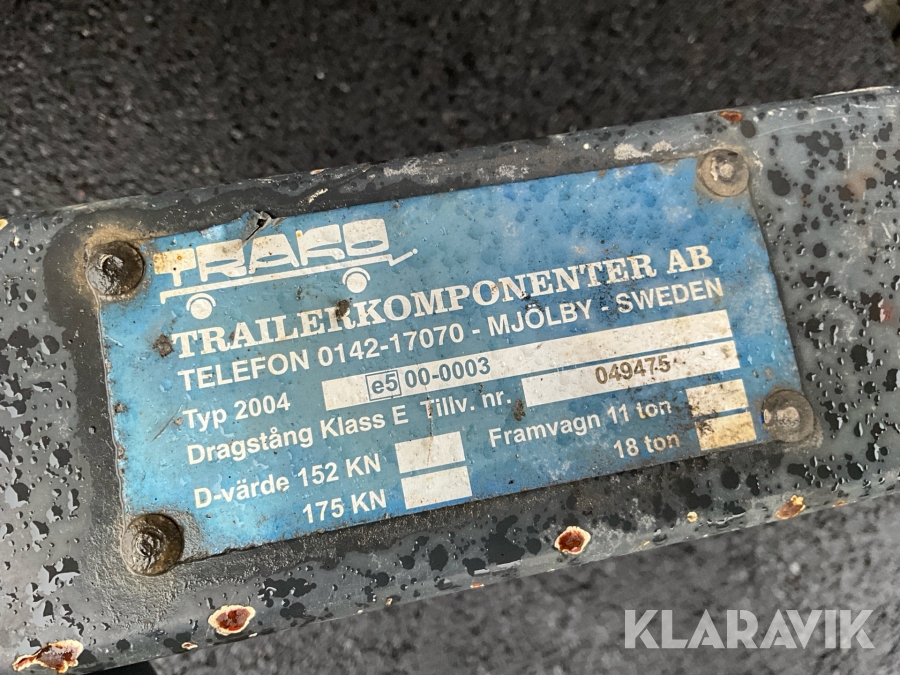 TRAKO
TRAILERKOMPONENTER AB
TELEFON 0142-17070 - MJÖLBY - SWEDEN
Typ 2004 e5 00-0003
Dragstång Klass E Tillv. nr. 049475
D-värde 152 KN Framvagn 11 ton
175 KN 18 ton
KLARAVIK